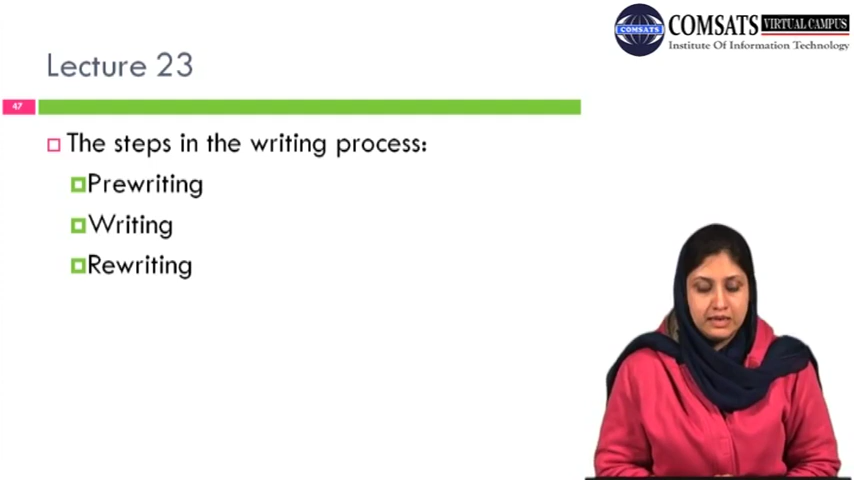 COMSATS VIRTUAL CAMPUS
COMSATS
Institute Of Information Technology
Lecture 23
47
The steps in the writing process:
Prewriting
Writing
Rewriting